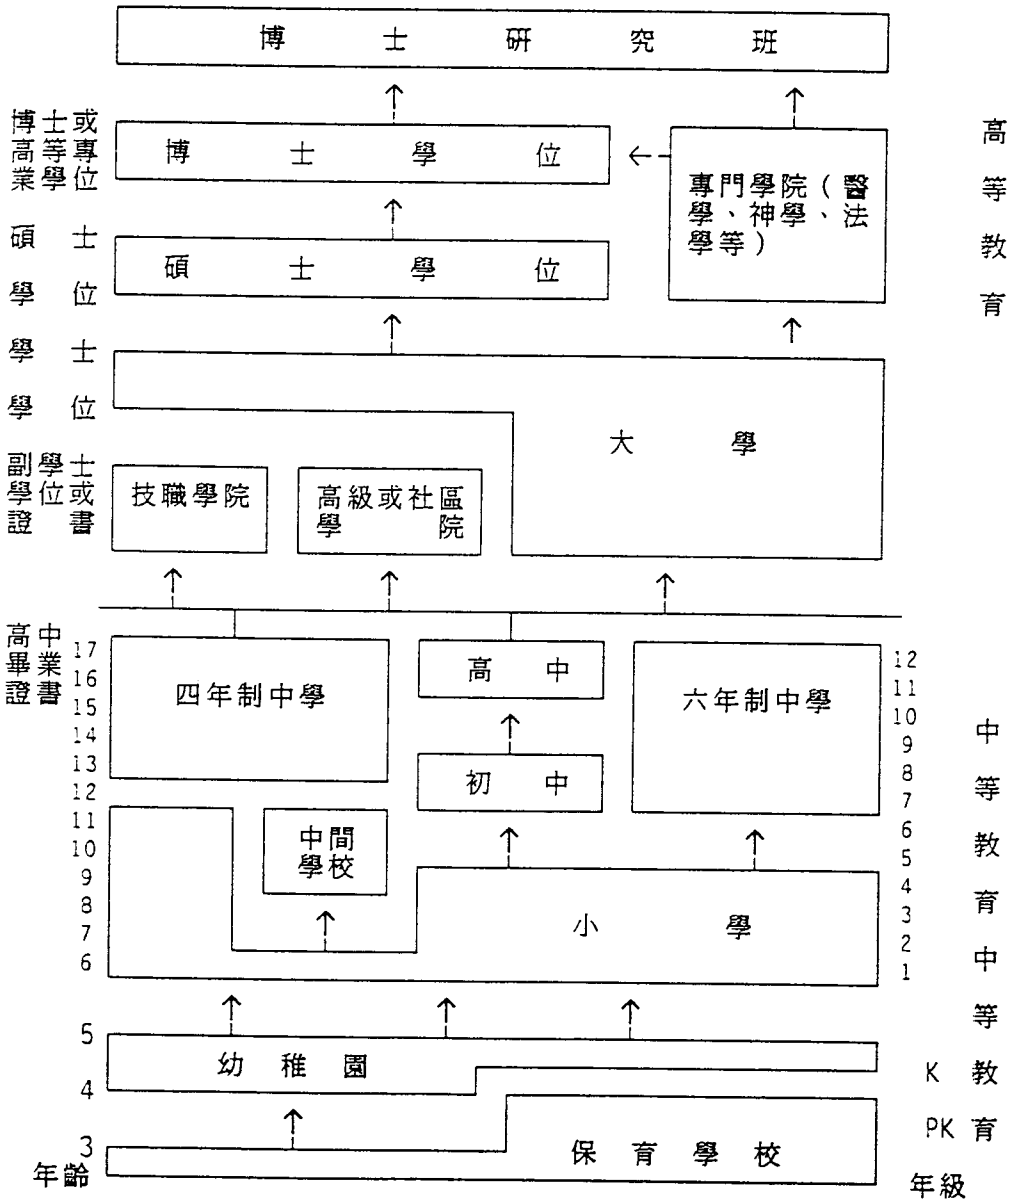 博士研究班
博士或
高等專
業學位
博士學位
專門學院（醫
學、神學、法
學等）
高等教育
碩士
學位
碩士學位
學士
學位
大學
副學士
學位或
證書
技職學院
高級或社區
學院
高中
畢業
證書
17
16
15
14
13
12
11
10
9
8
7
6
5
4
3
年齡
四年制中學
高中
六年制中學
初中
中間
學校
小學
幼稚園
保育學校
12
11
10
9
8
7
6
5
4
3
2
1
K
PK
年級
中等教育中等教育